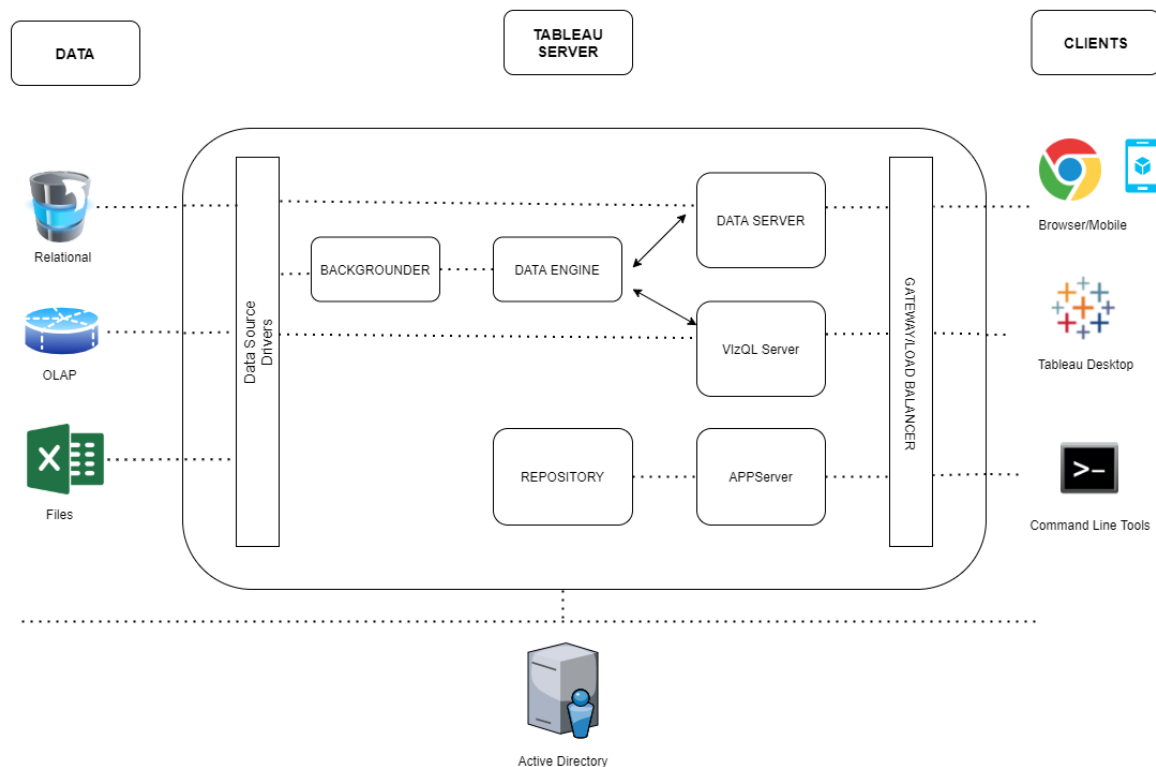 DATA
TABLEAU
SERVER
CLIENTS
Relational
OLAP
Files
Data Source
Drivers
BACKGROUNDER
DATA ENGINE
DATA SERVER
VIzQL Server
REPOSITORY
APPServer
GATEWAY/LOAD BALANCER
Browser/Mobile
Tableau Desktop
>–
Command Line Tools
X
Active Directory